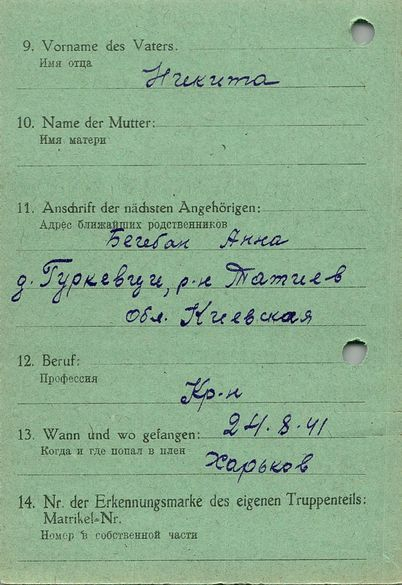 9. Vorname des Vaters.
Имя отца
Никита
10. Name der Mutter:
Имя матери
11. Anschrift der nächsten Angehörigen:
Адрес ближайших родственников
Бегебан Анна
д. Гуркевци, р-н Татиев
Обл. Киевская
12. Beruf:
Профессия
Кр-н
13. Wann und wo gefangen: 24.8.41
Когда и где попал в плен
Харьков
14. Nr. der Erkennungsmarke des eigenen Truppenteils:
Matrikel-Nr.
Номер в собственной части